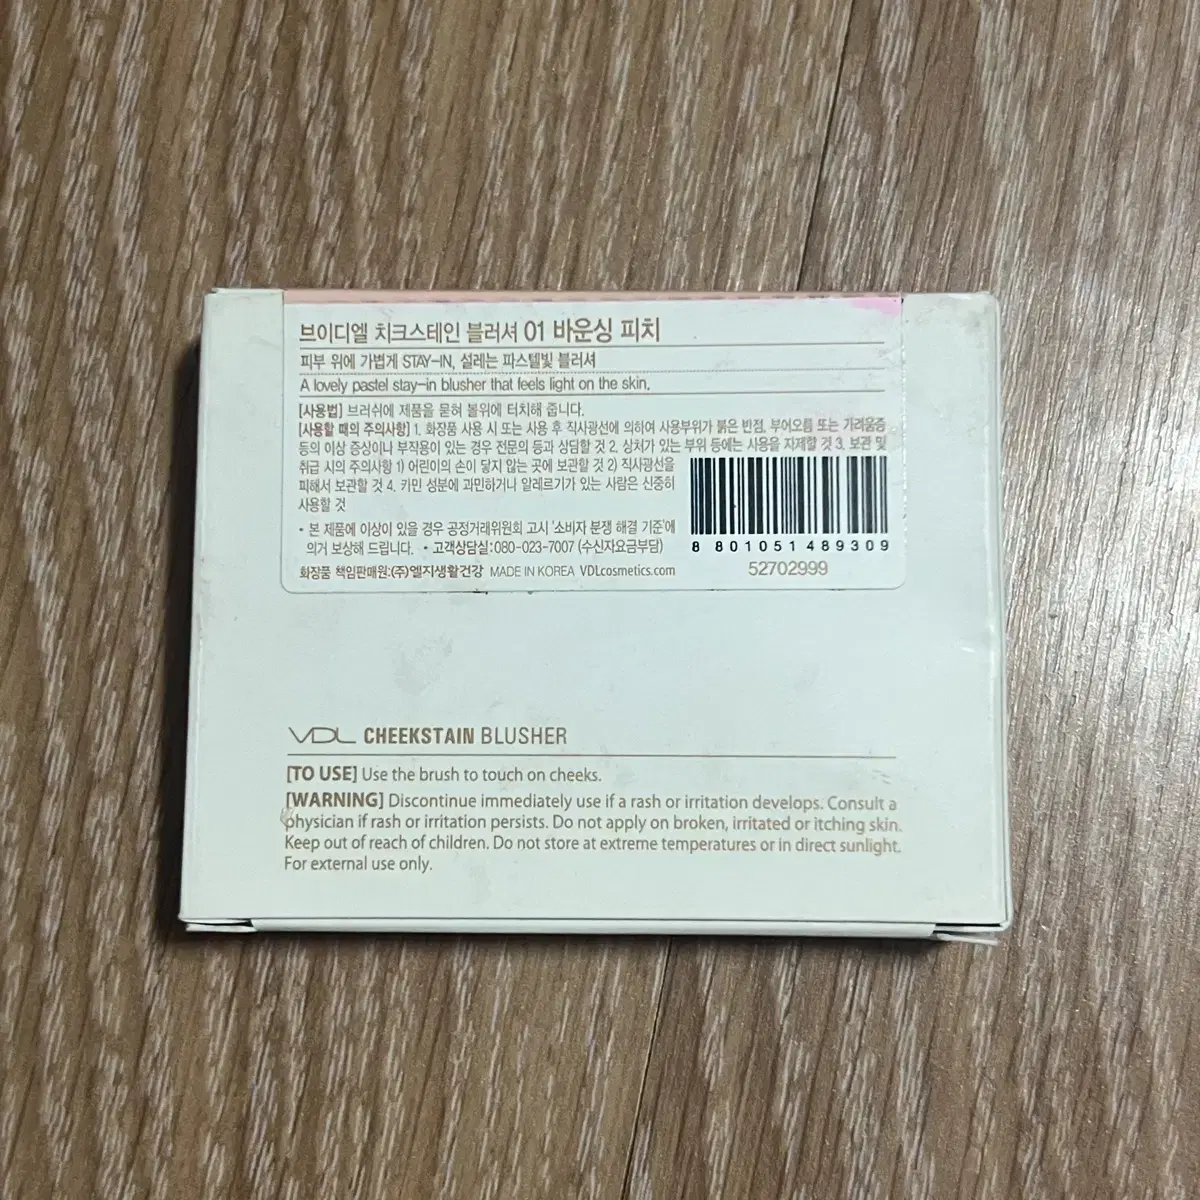 브이디엘 치크스테인 블러셔 01 바운싱 피치
피부 위에 가볍게 STAY-IN, 설레는 파스텔빛 블러셔
A lovely pastel stay-in blusher that feels light on the skin.
[사용법] 브러쉬에 제품을 묻혀 볼위에 터치해 줍니다.
[사용할 때의 주의사항] 1. 화장품 사용 시 또는 사용 후 직사광선에 의하여 사용부위가 붉은 반점, 부어오름 또는 가려움증
등의 이상 증상이나 부작용이 있는 경우 전문의 등과 상담할 것 2. 상처가 있는 부위 등에는 사용을 자제할 것 3. 보관 및
취급 시의 주의사항 1) 어린이의 손이 닿지 않는 곳에 보관할 것 2) 직사광선을
피해서 보관할 것 4. 카민 성분에 과민하거나 알레르기가 있는 사람은 신중히
사용할 것
• 본 제품에 이상이 있을 경우 공정거래위원회 고시 '소비자 분쟁 해결 기준'에
의거 보상해 드립니다. • 고객상담실:080-023-7007 (수신자요금부담)
화장품 책임판매원:(주)엘지생활건강 MADE IN KOREA VDLcosmetics.com
8 801051 489309
52702999
VDL CHEEKSTAIN BLUSHER
[TO USE] Use the brush to touch on cheeks.
[WARNING] Discontinue immediately use if a rash or irritation develops. Consult a
physician if rash or irritation persists. Do not apply on broken, irritated or itching skin.
Keep out of reach of children. Do not store at extreme temperatures or in direct sunlight.
For external use only.